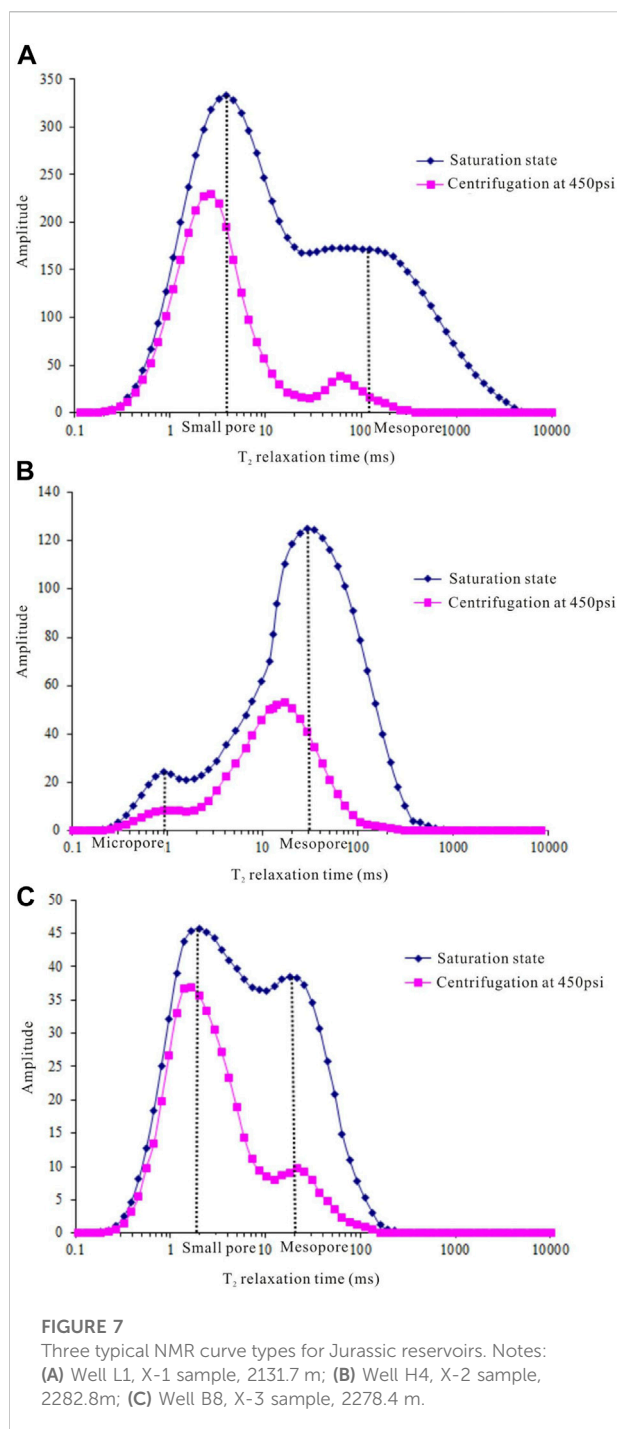 A
350
300
250
200
150
100
50
0
Amplitude
Saturation state
Centrifugation at 450psi
0.1 1 10 100 1000 10000
Small pore Mesopore
T2 relaxation time (ms)
B
140
120
100
80
60
40
20
0
Amplitude
Saturation state
Centrifugation at 450psi
0.1 1 10 100 1000 10000
Micropore Mesopore
T2 relaxation time (ms)
C
50
45
40
35
30
25
20
15
10
5
0
Amplitude
Saturation state
Centrifugation at 450psi
0.1 1 10 100 1000 10000
Small pore Mesopore
T2 relaxation time (ms)
FIGURE 7
Three typical NMR curve types for Jurassic reservoirs. Notes:
(A) Well L1, X-1 sample, 2131.7 m; (B) Well H4, X-2 sample,
2282.8m; (C) Well B8, X-3 sample, 2278.4 m.